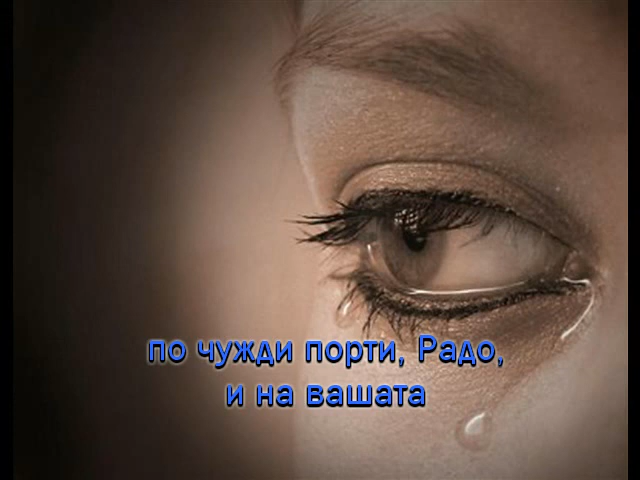 по чужди порти, Радо,
и на вашата